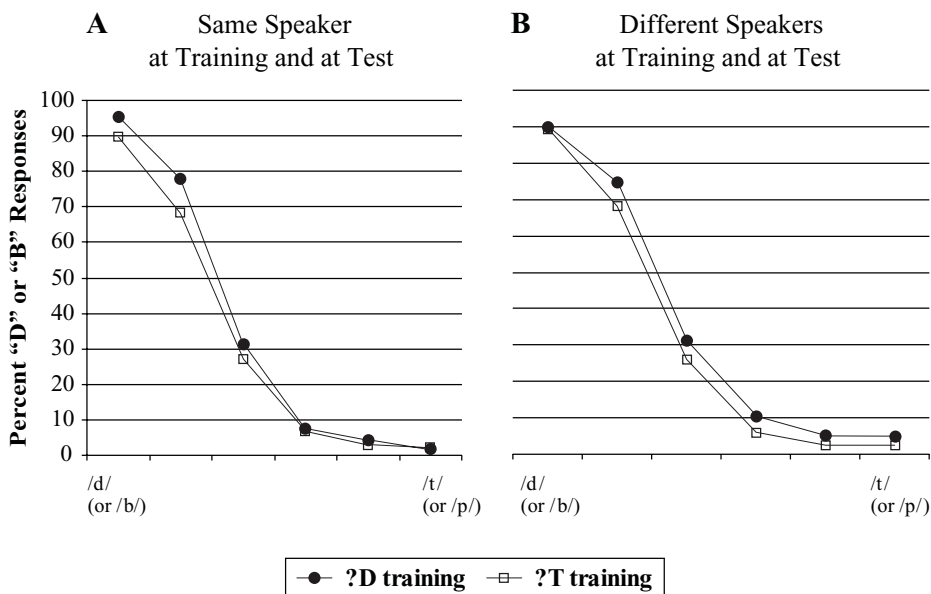 A
Same Speaker
at Training and at Test
B
Different Speakers
at Training and at Test
Percent “D” or “B” Responses
100
90
80
70
60
50
40
30
20
10
0
/d/
(or /b/)
/t/
(or /p/)
/d/
(or /b/)
/t/
(or /p/)
?D training
?T training